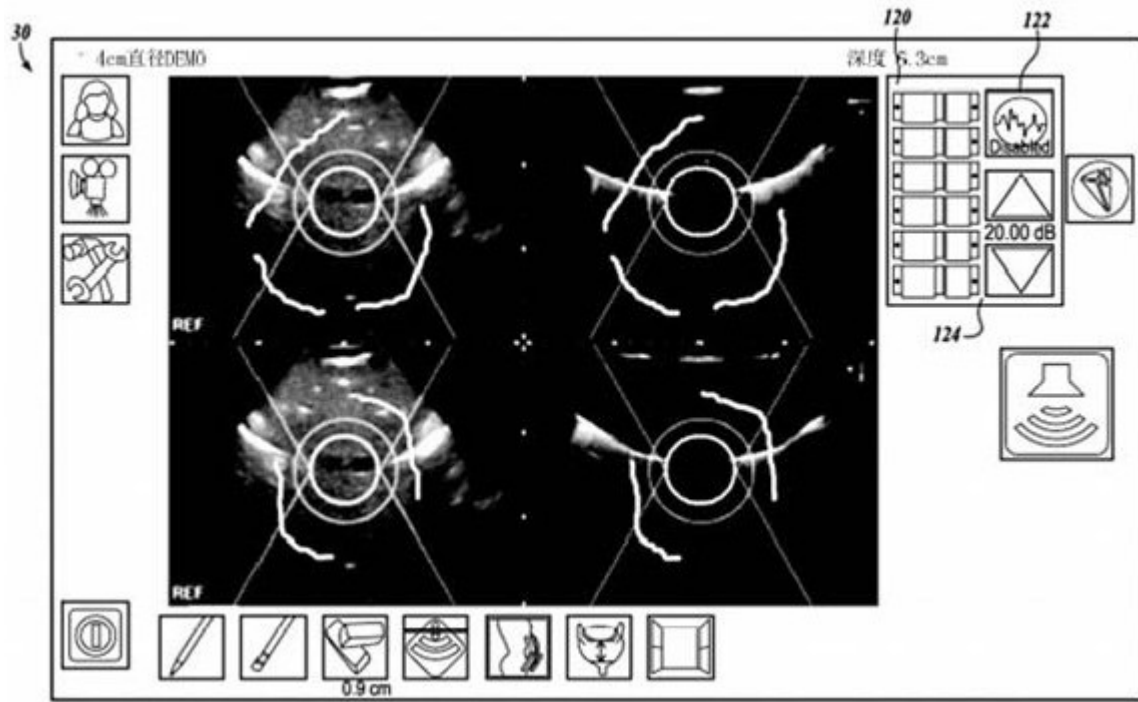 120
122
30
4cm直径DEMO
深度 6.3cm
Disabled
20.00 dB
REF
124
REF
0.9 cm